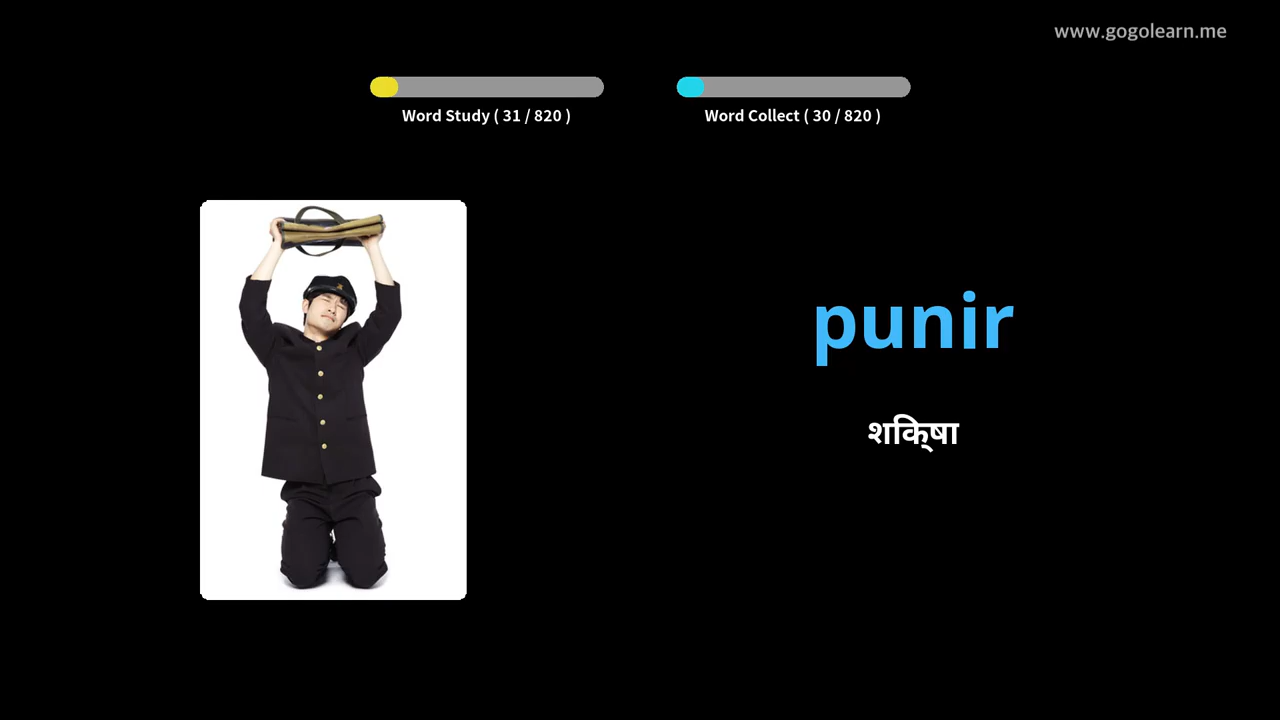 www.gogolearn.me
Word Study ( 31 / 820 )
Word Collect ( 30 / 820 )
punir
शकि्षा